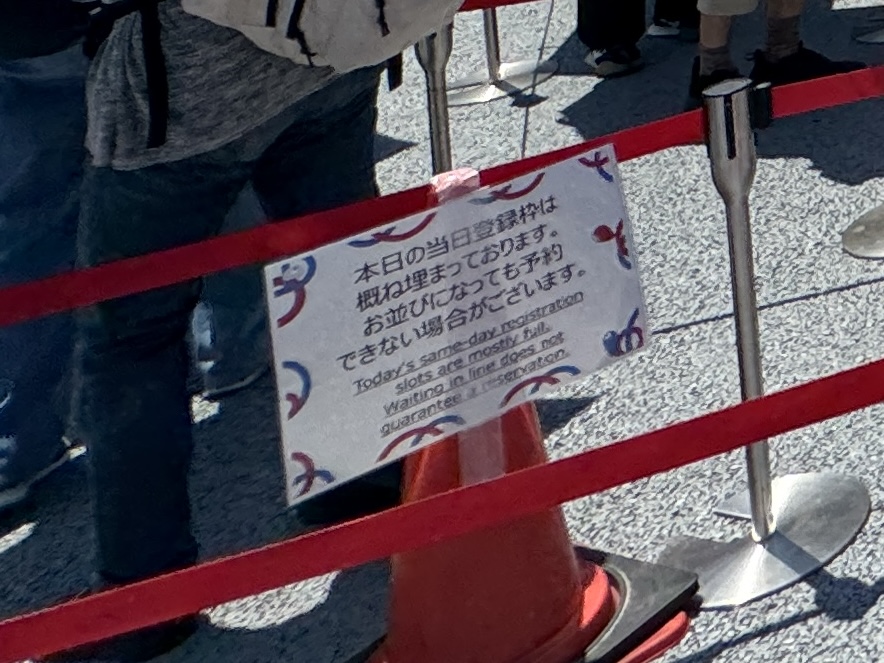 本日の当日登録枠は
概ね埋まっております。
お並びになっても予約
できない場合がございます。
Today's same-day registration
slots are mostly full.
Waiting in line does not
guarantee a reservation.